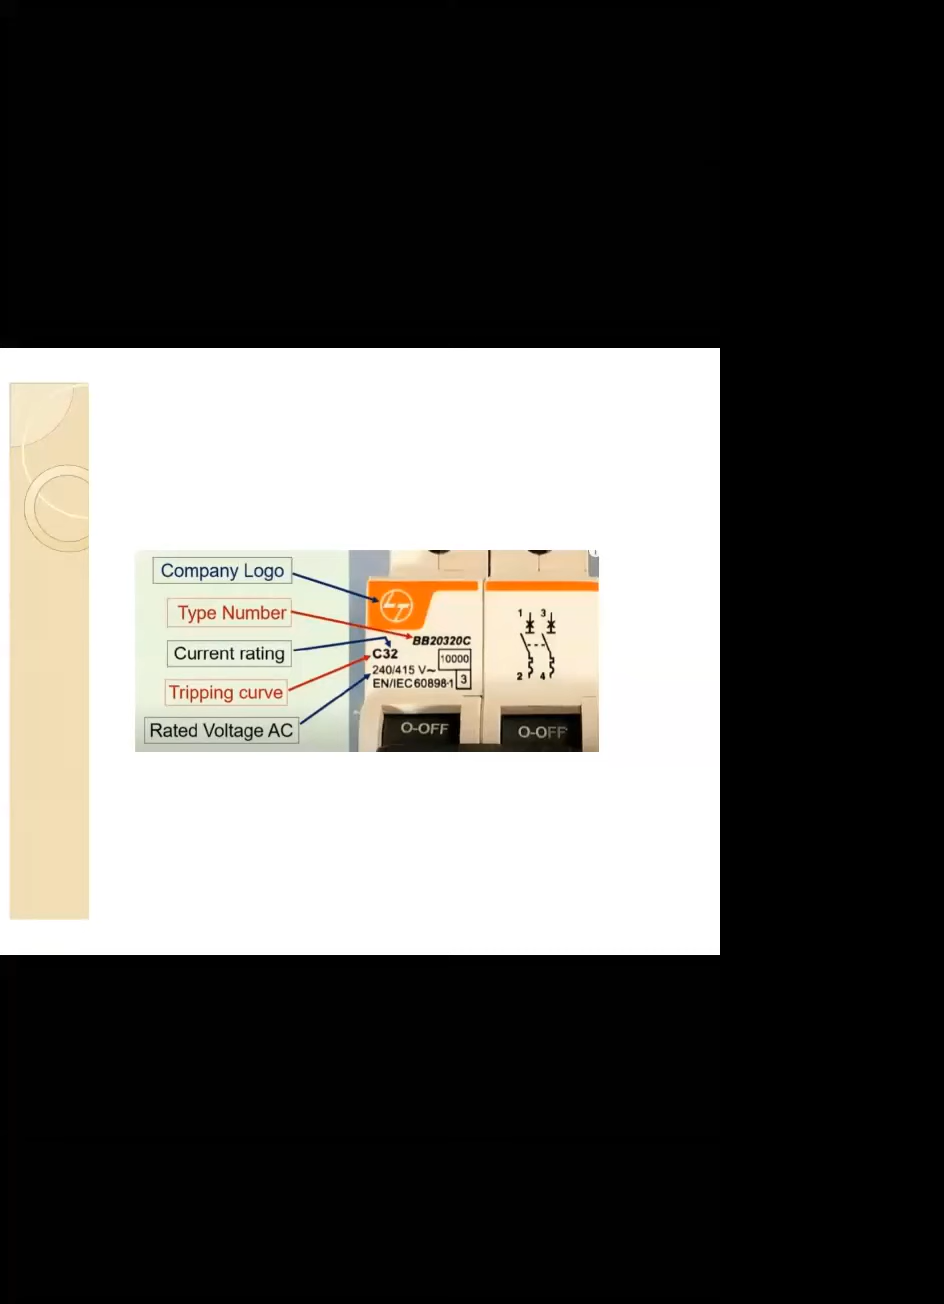 Company Logo
Type Number
Current rating
Tripping curve
Rated Voltage AC
LT
BB20320C
C32
10000
240/415 V~
EN/IEC 60898-1
3
O-OFF
1 3
2 4
O-OFF